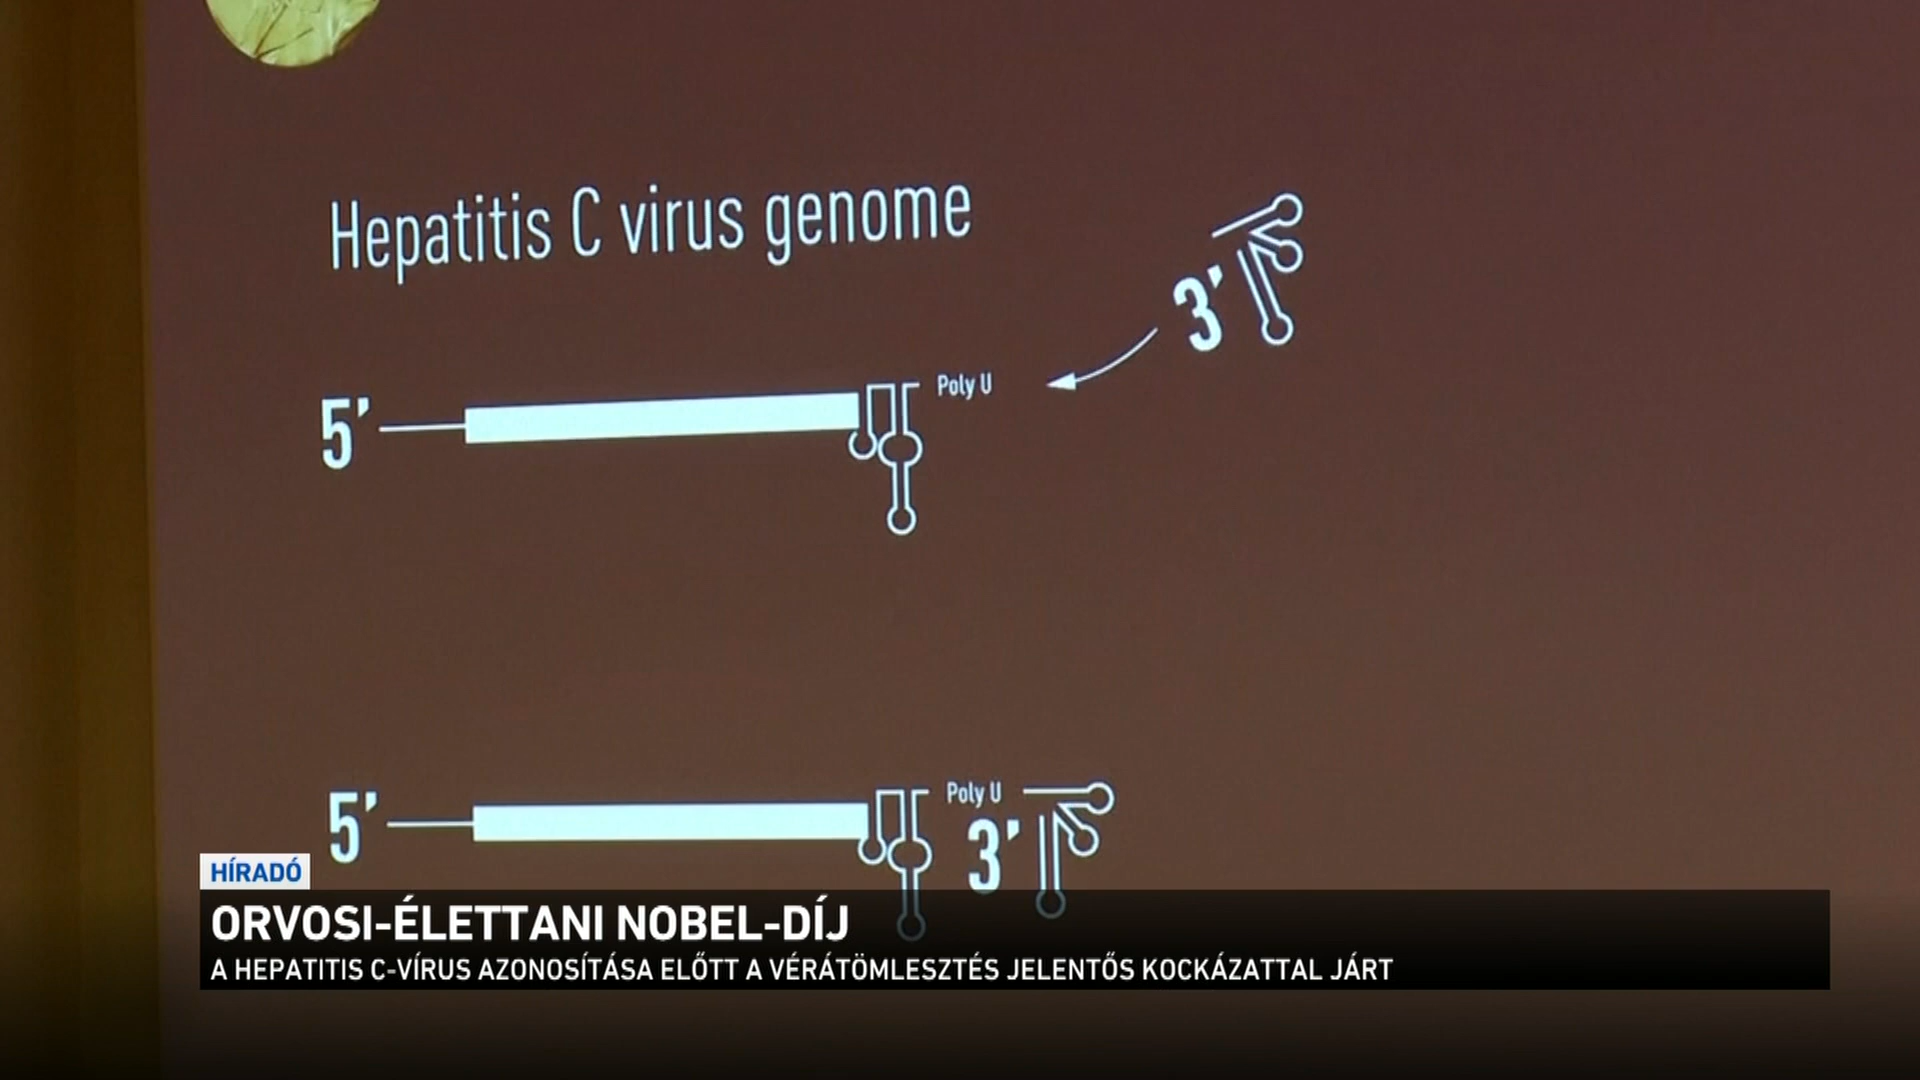 Hepatitis C virus genome
3’
5’
Poly U
5’
Poly U
3’
HÍRADÓ
ORVOSI-ÉLETTANI NOBEL-DÍJ
A HEPATITIS C-VÍRUS AZONOSÍTÁSA ELŐTT A VÉRÁTÖMLESZTÉS JELENTŐS KOCKÁZATTAL JÁRT